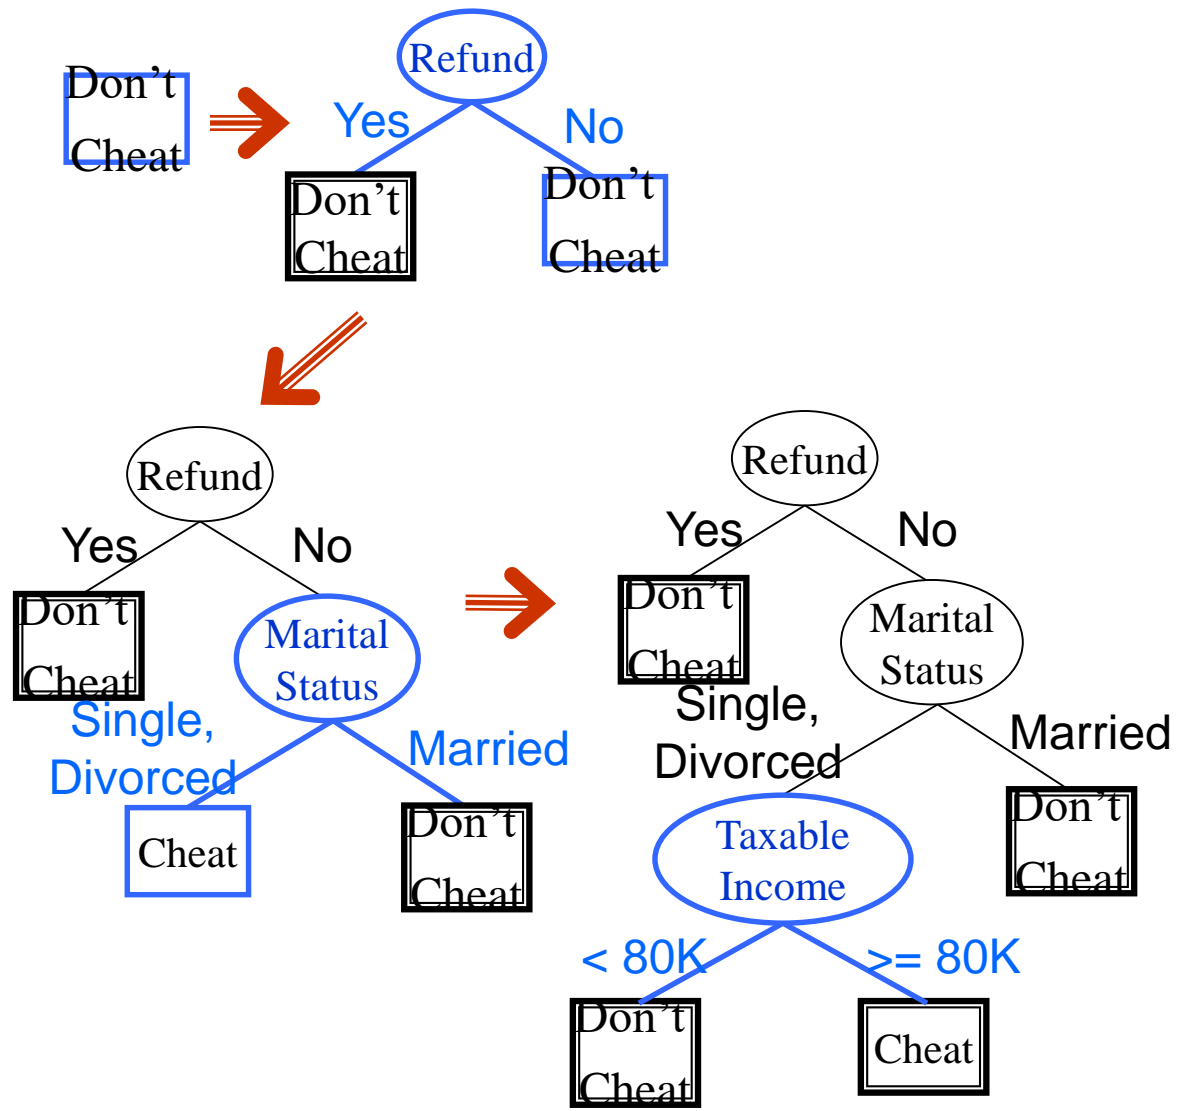 Don't
Cheat
Refund
Yes
No
Don't
Cheat
Don't
Cheat
Refund
Yes
No
Don't
Cheat
Marital
Status
Single,
Divorced
Married
Cheat
Don't
Cheat
Refund
Yes
No
Don't
Cheat
Marital
Status
Single,
Divorced
Married
Taxable
Income
Don't
Cheat
< 80K
>= 80K
Don't
Cheat
Cheat